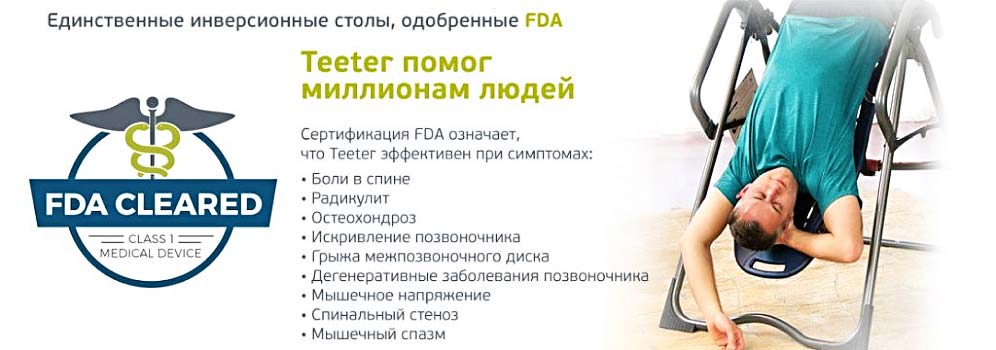 Единственные инверсионные столы, одобренные FDA
Teeter помог
миллионам людей
Сертификация FDA означает,
что Teeter эффективен при симптомах:
• Боли в спине
• Радикулит
• Остеохондроз
• Искривление позвоночника
• Грыжа межпозвоночного диска
• Дегенеративные заболевания позвоночника
• Мышечное напряжение
• Спинальный стеноз
• Мышечный спазм
FDA CLEARED
CLASS 1
MEDICAL DEVICE